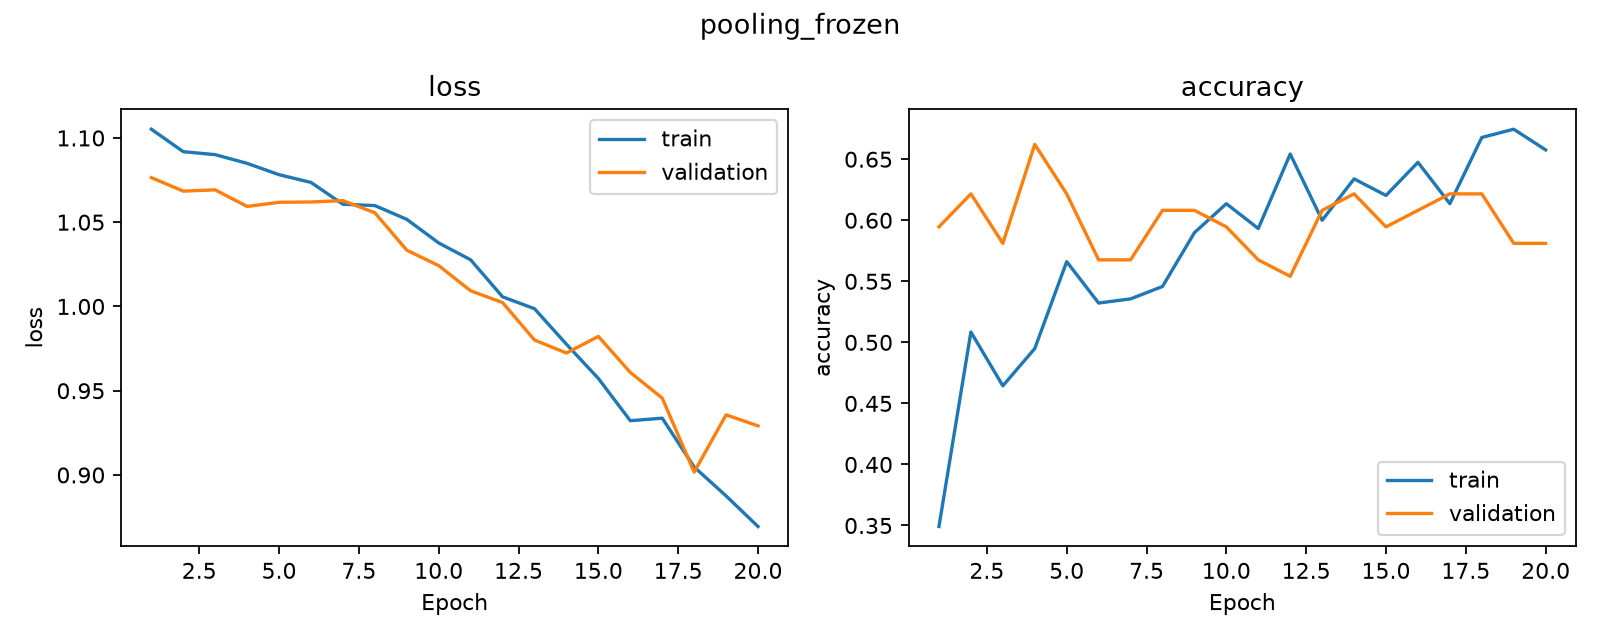 pooling_frozen
loss
train
validation
1.10
1.05
1.00
0.95
0.90
loss
2.5 5.0 7.5 10.0 12.5 15.0 17.5 20.0
Epoch
accuracy
0.65
0.60
0.55
0.50
0.45
0.40
0.35
accuracy
train
validation
2.5 5.0 7.5 10.0 12.5 15.0 17.5 20.0
Epoch